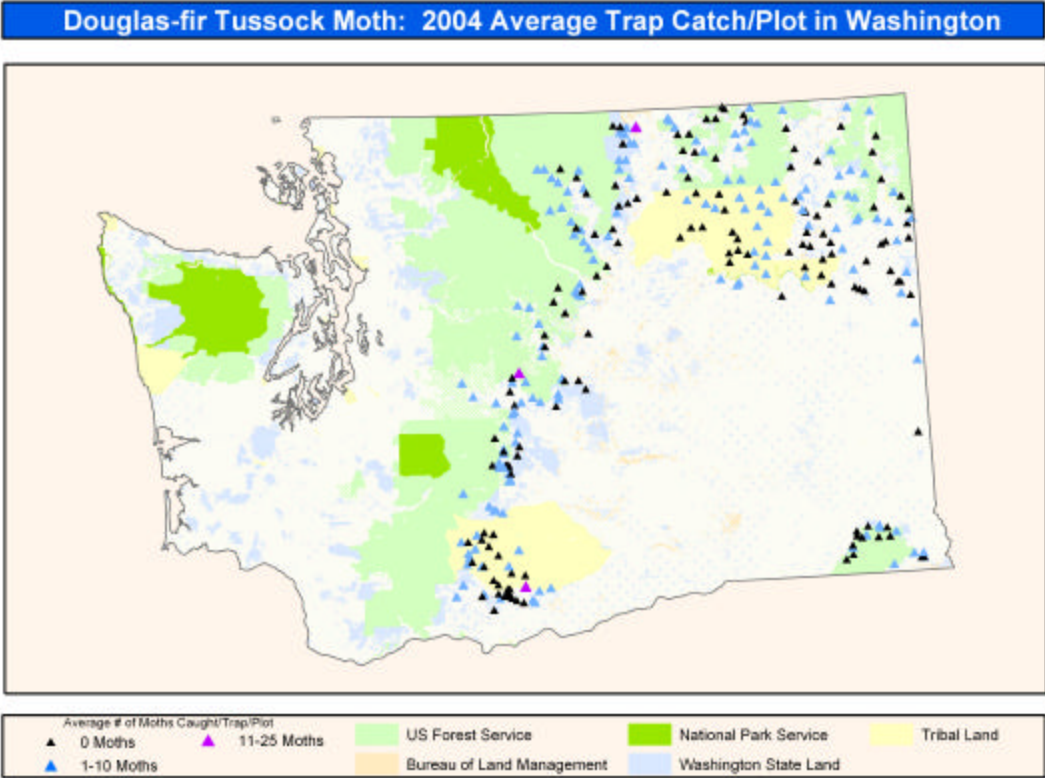 Douglas-fir Tussock Moth: 2004 Average Trap Catch/Plot in Washington
Average # of Moths Caught/Trap/Plot
0 Moths
11-25 Moths
1-10 Moths
US Forest Service
National Park Service
Tribal Land
Bureau of Land Management
Washington State Land